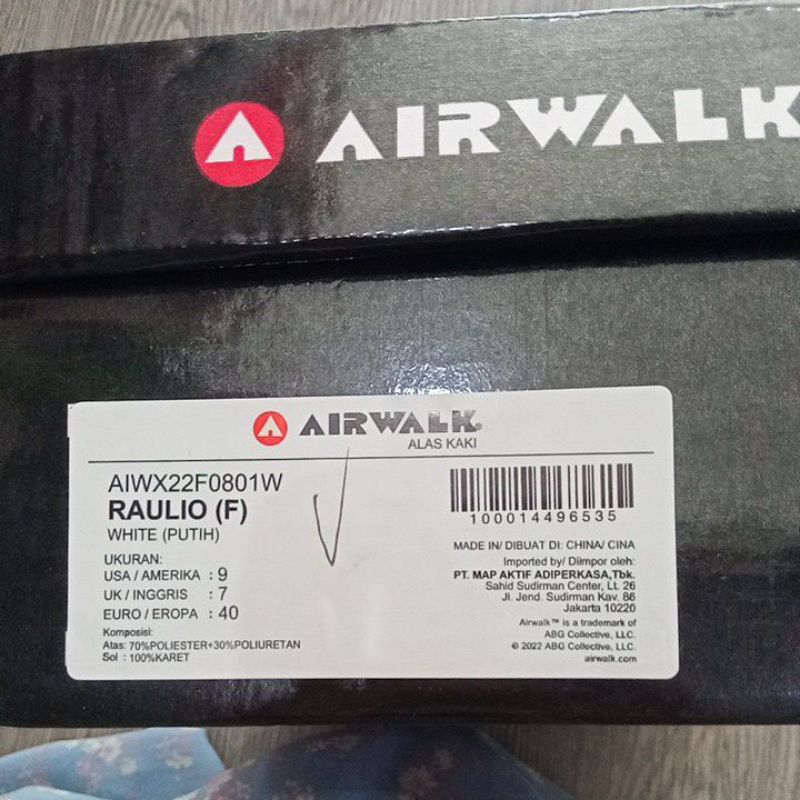 AIRWALK
AIRWALK®
ALAS KAKI
AIWX22F0801W
RAULIO (F)
WHITE (PUTIH)
UKURAN:
USA / AMERIKA : 9
UK / INGGRIS : 7
EURO / EROPA : 40
Komposisi:
Atas: 70%POLIESTER+30%POLIURETAN
Sol : 100%KARET
100014496535
MADE IN/ DIBUAT DI: CHINA/ CINA
Imported by/ Diimpor oleh:
PT. MAP AKTIF ADIPERKASA,Tbk.
Sahid Sudirman Center, Lt. 26
Jl. Jend. Sudirman Kav. 86
Jakarta 10220
Airwalk™ is a trademark of
ABG Collective, LLC.
© 2022 ABG Collective, LLC.
airwalk.com